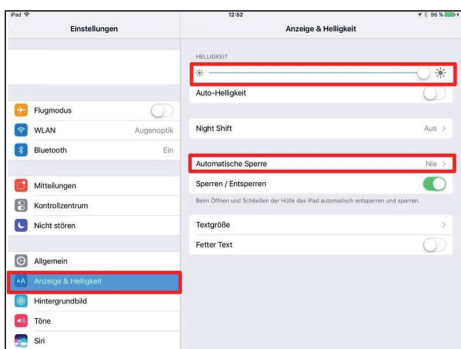 iPad
12:52
96 %
Einstellungen
Anzeige & Helligkeit
HELLIGKEIT
Auto-Helligkeit
Flugmodus
WLAN Augenoptik
Night Shift Aus
Bluetooth Ein
Automatische Sperre Nie
Mitteilungen
Sperren / Entsperren
Kontrollzentrum
Beim Öffnen und Schließen der Hülle das iPad automatisch entsperren und sperren.
Nicht stören
Textgröße
Fetter Text
Allgemein
AA Anzeige & Helligkeit
Hintergrundbild
Töne
Siri